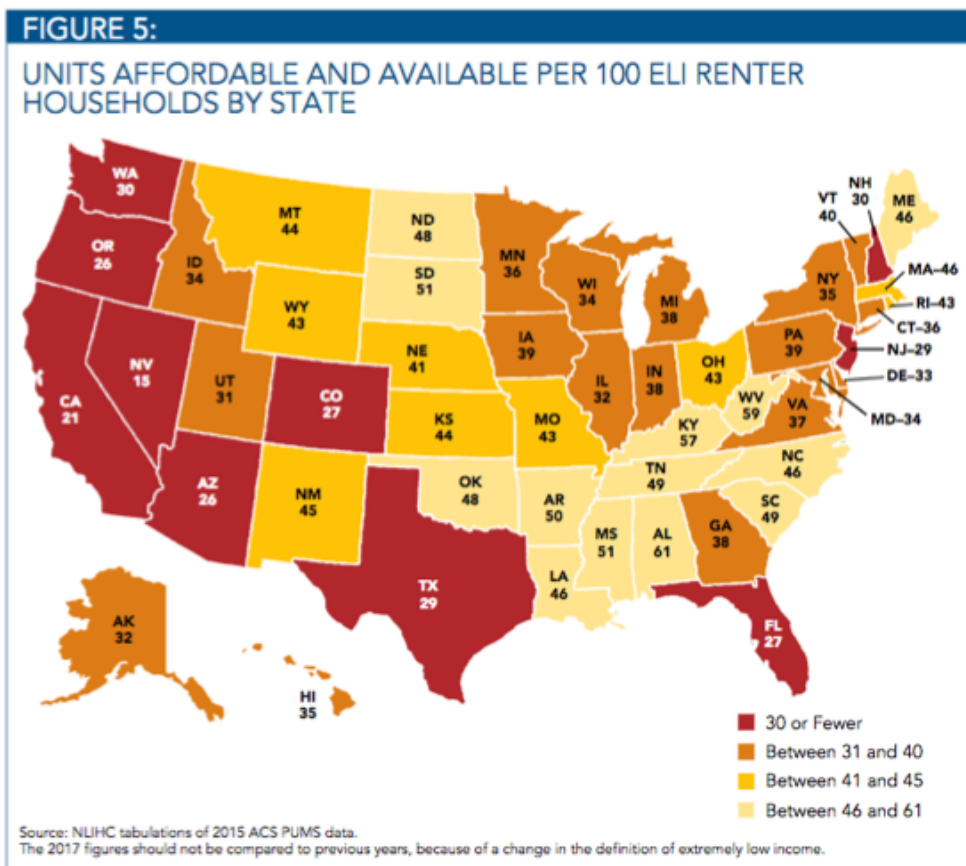 FIGURE 5:
UNITS AFFORDABLE AND AVAILABLE PER 100 ELI RENTER
HOUSEHOLDS BY STATE
WA
30
OR
26
CA
21
NV
15
ID
34
MT
44
WY
43
UT
31
CO
27
AZ
26
NM
45
ND
48
SD
51
NE
41
KS
44
OK
48
TX
29
MN
36
IA
39
MO
43
AR
50
LA
46
WI
34
IL
32
MI
38
IN
38
OH
43
KY
57
TN
49
MS
51
AL
61
GA
38
FL
27
SC
49
NC
46
VA
37
WV
59
PA
39
NY
35
VT
40
NH
30
ME
46
MA–46
RI–43
CT–36
NJ–29
DE–33
MD–34
AK
32
HI
35
30 or Fewer
Between 31 and 40
Between 41 and 45
Between 46 and 61
Source: NLIHC tabulations of 2015 ACS PUMS data.
The 2017 figures should not be compared to previous years, because of a change in the definition of extremely low income.